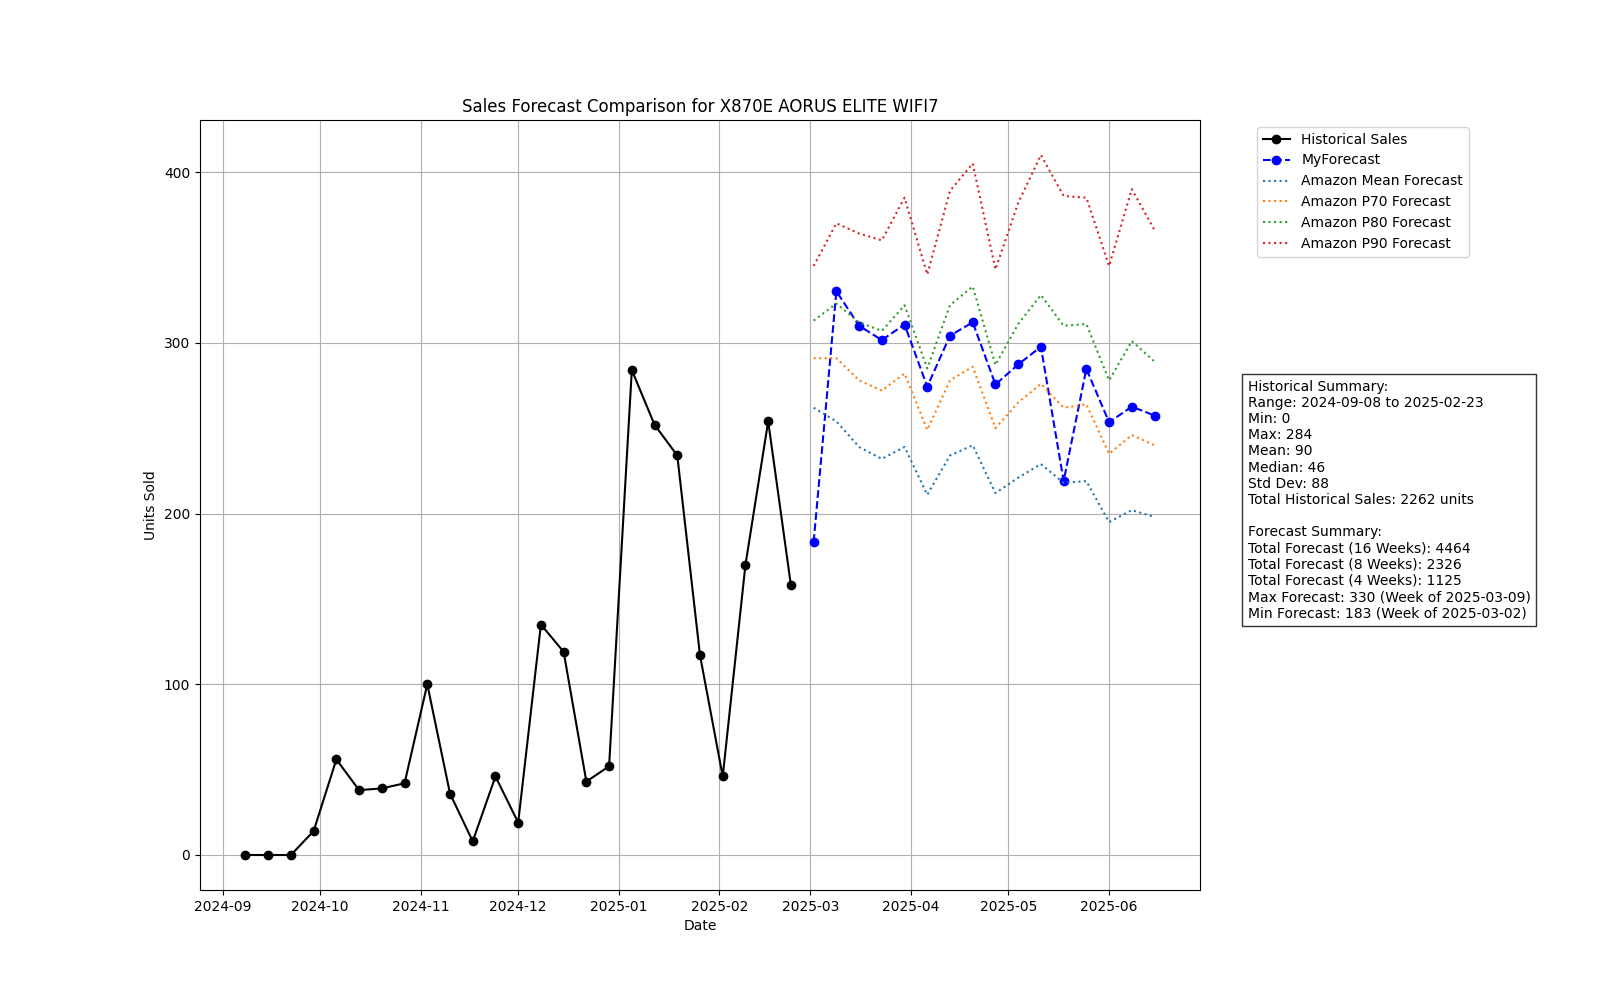 Sales Forecast Comparison for X870E AORUS ELITE WIFI7
Units Sold
400
300
200
100
0
2024-09 2024-10 2024-11 2024-12 2025-01 2025-02 2025-03 2025-04 2025-05 2025-06
Date
Historical Sales
MyForecast
Amazon Mean Forecast
Amazon P70 Forecast
Amazon P80 Forecast
Amazon P90 Forecast
Historical Summary:
Range: 2024-09-08 to 2025-02-23
Min: 0
Max: 284
Mean: 90
Median: 46
Std Dev: 88
Total Historical Sales: 2262 units
Forecast Summary:
Total Forecast (16 Weeks): 4464
Total Forecast (8 Weeks): 2326
Total Forecast (4 Weeks): 1125
Max Forecast: 330 (Week of 2025-03-09)
Min Forecast: 183 (Week of 2025-03-02)